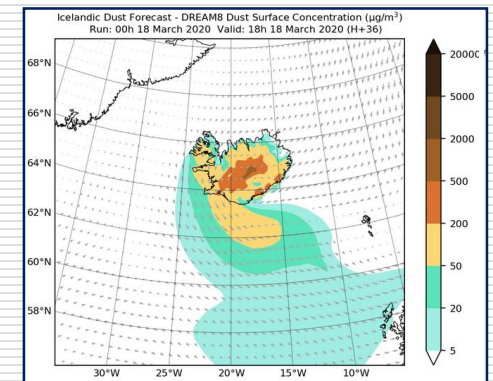 Icelandic Dust Forecast - DREAM8 Dust Surface Concentration (µg/m³)
Run: 00h 18 March 2020 Valid: 18h 18 March 2020 (H+36)
68°N
66°N
64°N
62°N
60°N
58°N
30°W
25°W
20°W
15°W
10°W
20000
5000
2000
500
200
50
20
5